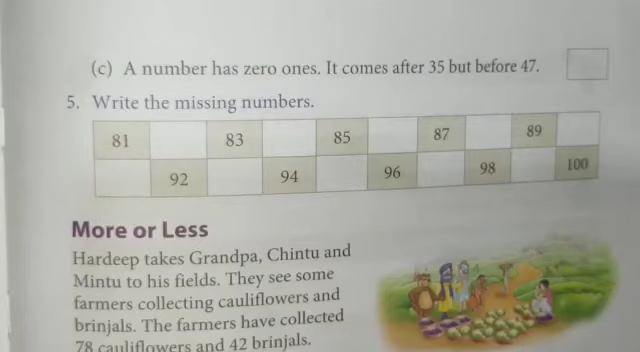 (c) A number has zero ones. It comes after 35 but before 47.
5. Write the missing numbers.
81 83 85 87 89
92 94 96 98 100
More or Less
Hardeep takes Grandpa, Chintu and
Mintu to his fields. They see some
farmers collecting cauliflowers and
brinjals. The farmers have collected
78 cauliflowers and 42 brinjals.